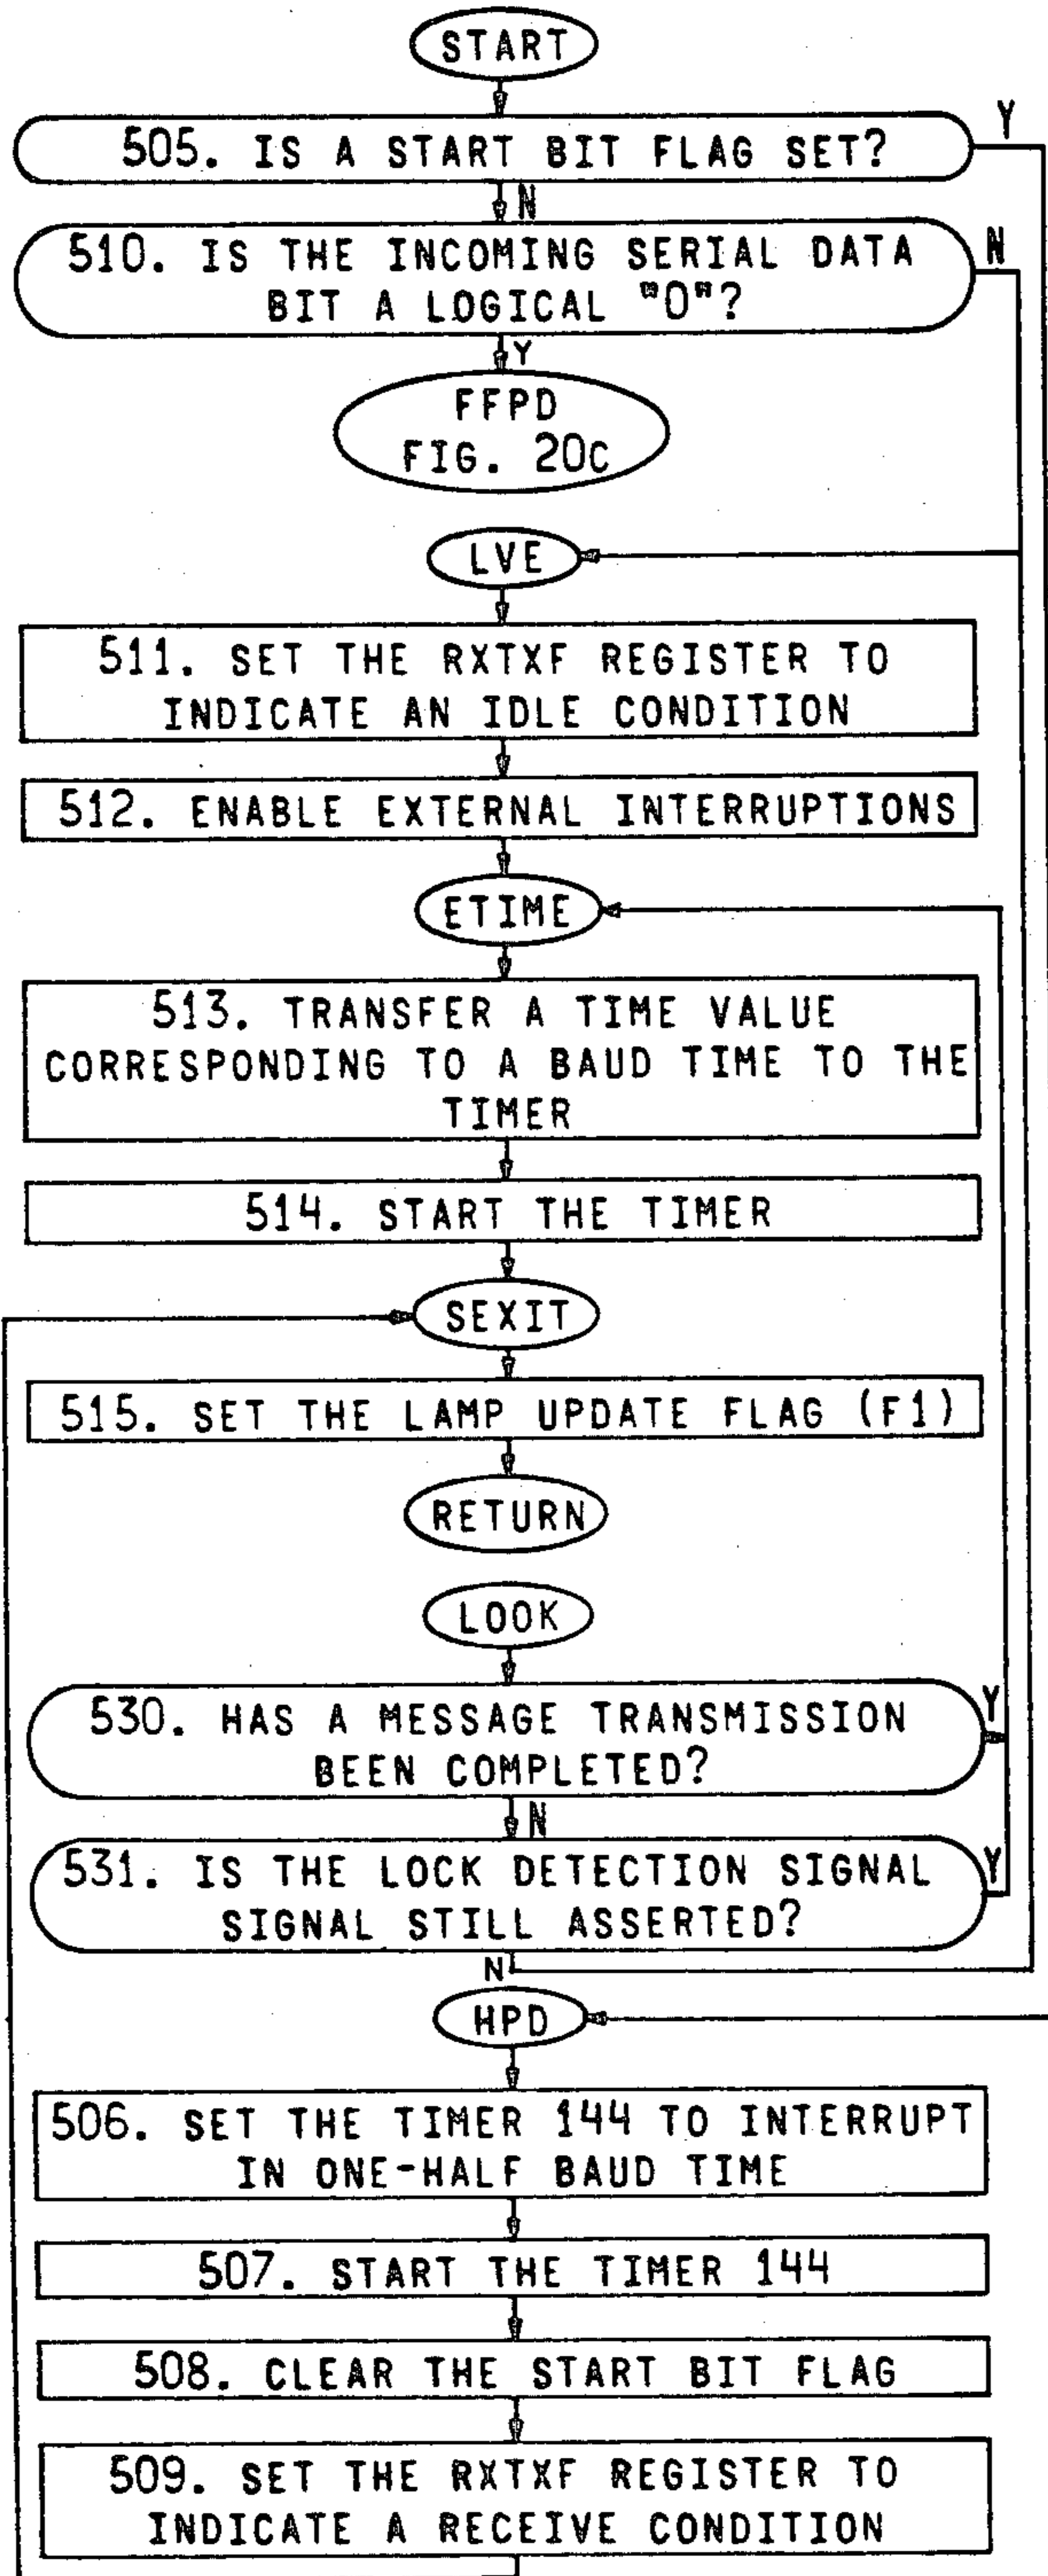 START
505. IS A START BIT FLAG SET?
Y
N
510. IS THE INCOMING SERIAL DATA
BIT A LOGICAL "0"?
N
Y
FFPD
FIG. 20C
LVE
511. SET THE RXTXF REGISTER TO
INDICATE AN IDLE CONDITION
512. ENABLE EXTERNAL INTERRUPTIONS
ETIME
513. TRANSFER A TIME VALUE
CORRESPONDING TO A BAUD TIME TO THE
TIMER
514. START THE TIMER
SEXIT
515. SET THE LAMP UPDATE FLAG (F1)
RETURN
LOOK
530. HAS A MESSAGE TRANSMISSION
BEEN COMPLETED?
Y
N
531. IS THE LOCK DETECTION SIGNAL
SIGNAL STILL ASSERTED?
Y
N
HPD
506. SET THE TIMER 144 TO INTERRUPT
IN ONE-HALF BAUD TIME
507. START THE TIMER 144
508. CLEAR THE START BIT FLAG
509. SET THE RXTXF REGISTER TO
INDICATE A RECEIVE CONDITION